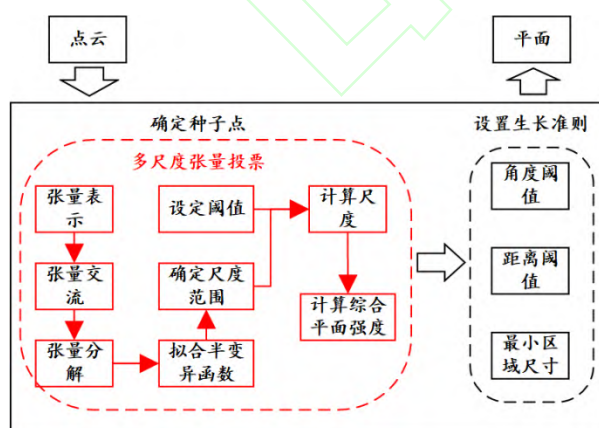 点云
平面
确定种子点
设置生长准则
多尺度张量投票
张量表
示
设定阈值
计算尺
度
角度阈
值
张量交
流
确定尺度
范围
距离阈
值
计算综合
平面强度
张量分
解
拟合半变
异函数
最小区
域尺寸